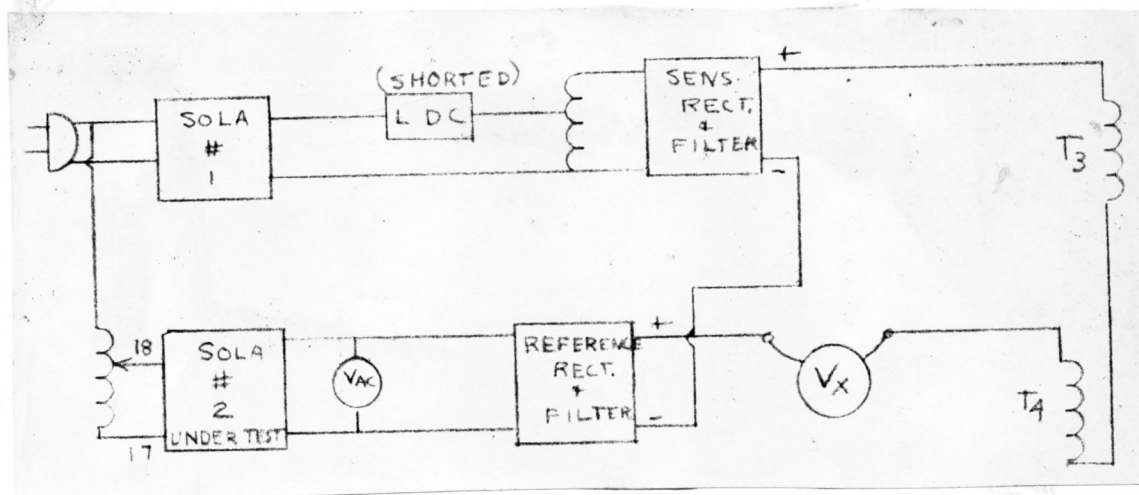 SOLA
#
1
(SHORTED)
L DC
SENS.
RECT.
&
FILTER
+
-
T3
18
17
SOLA
#
2
UNDER TEST
VAC
REFERENCE
RECT.
&
FILTER
+
-
VX
T4